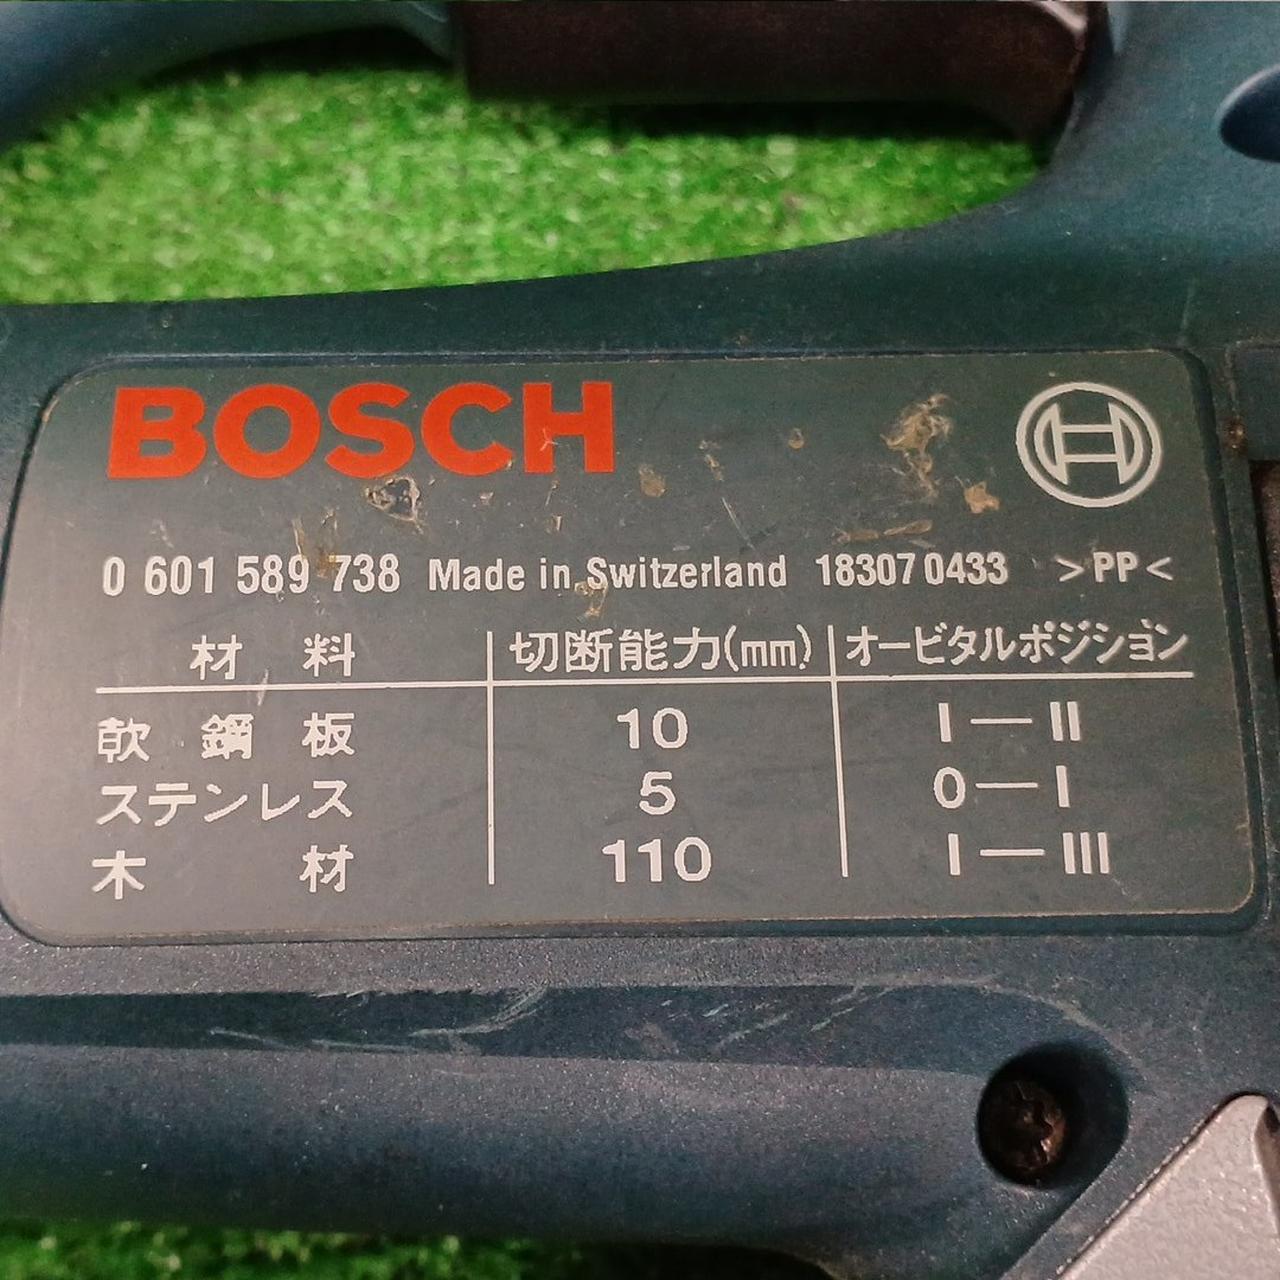 BOSCH
0 601 589 738 Made in Switzerland 183070433 >PP<
材 料 切断能力(mm) オービタルポジション
軟 鋼 板 10 I—II
ステンレス 5 0—I
木 材 110 I—III